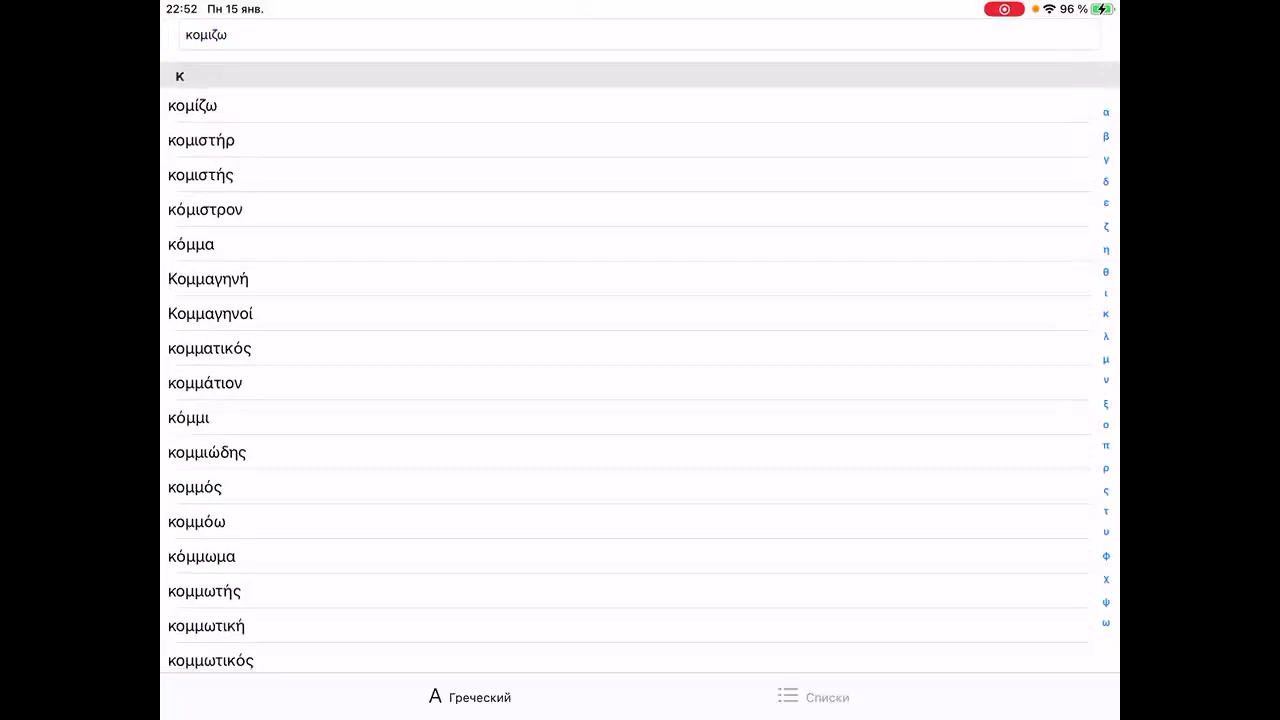 22:52 Пн 15 янв. 96 %
κομιζω
Κ
κομίζω
κομιστήρ
κομιστής
κόμιστρον
κόμμα
Κομμαγηνή
Κομμαγηνοί
κομματικός
κομμάτιον
κόμμι
κομμιώδης
κομμός
κομμόω
κόμμωμα
κομμωτής
κομμωτική
κομμωτικός
α
β
γ
δ
ε
ζ
η
θ
ι
κ
λ
μ
ν
ξ
ο
π
ρ
ς
τ
υ
φ
χ
ψ
ω
A Греческий Списки